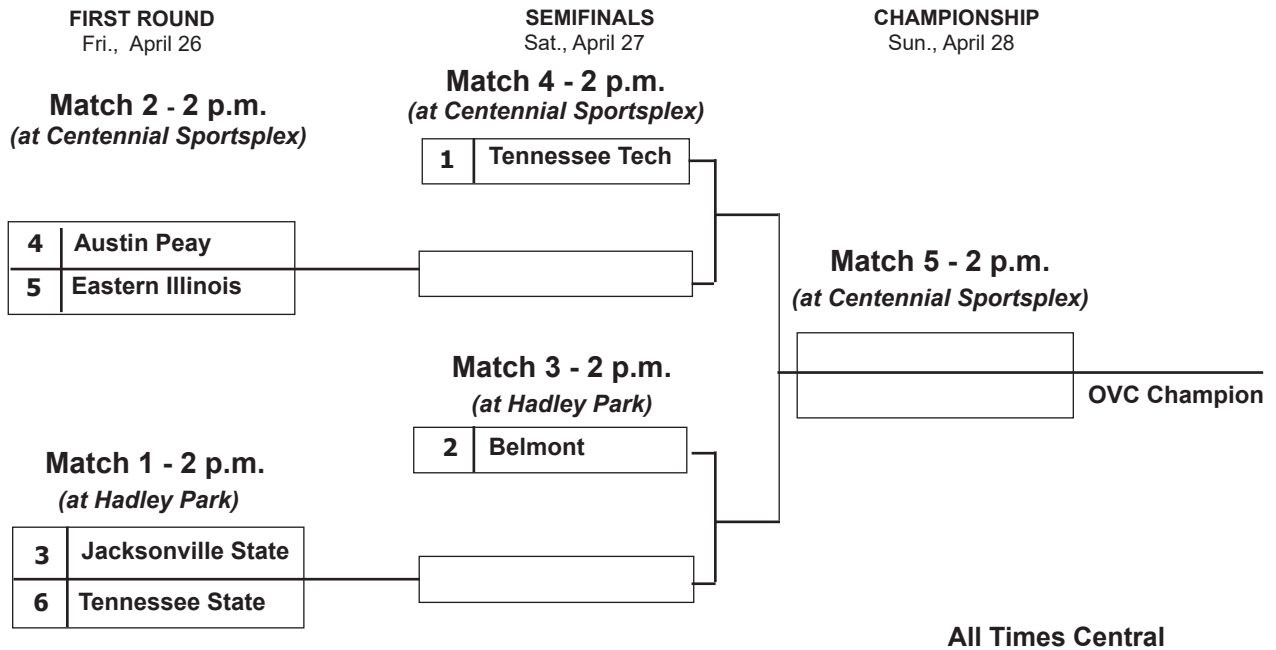 FIRST ROUND
Fri., April 26
SEMIFINALS
Sat., April 27
CHAMPIONSHIP
Sun., April 28
Match 2 - 2 p.m.
(at Centennial Sportsplex)
4 Austin Peay
5 Eastern Illinois
Match 1 - 2 p.m.
(at Hadley Park)
3 Jacksonville State
6 Tennessee State
Match 4 - 2 p.m.
(at Centennial Sportsplex)
1 Tennessee Tech
Match 3 - 2 p.m.
(at Hadley Park)
2 Belmont
Match 5 - 2 p.m.
(at Centennial Sportsplex)
OVC Champion
All Times Central